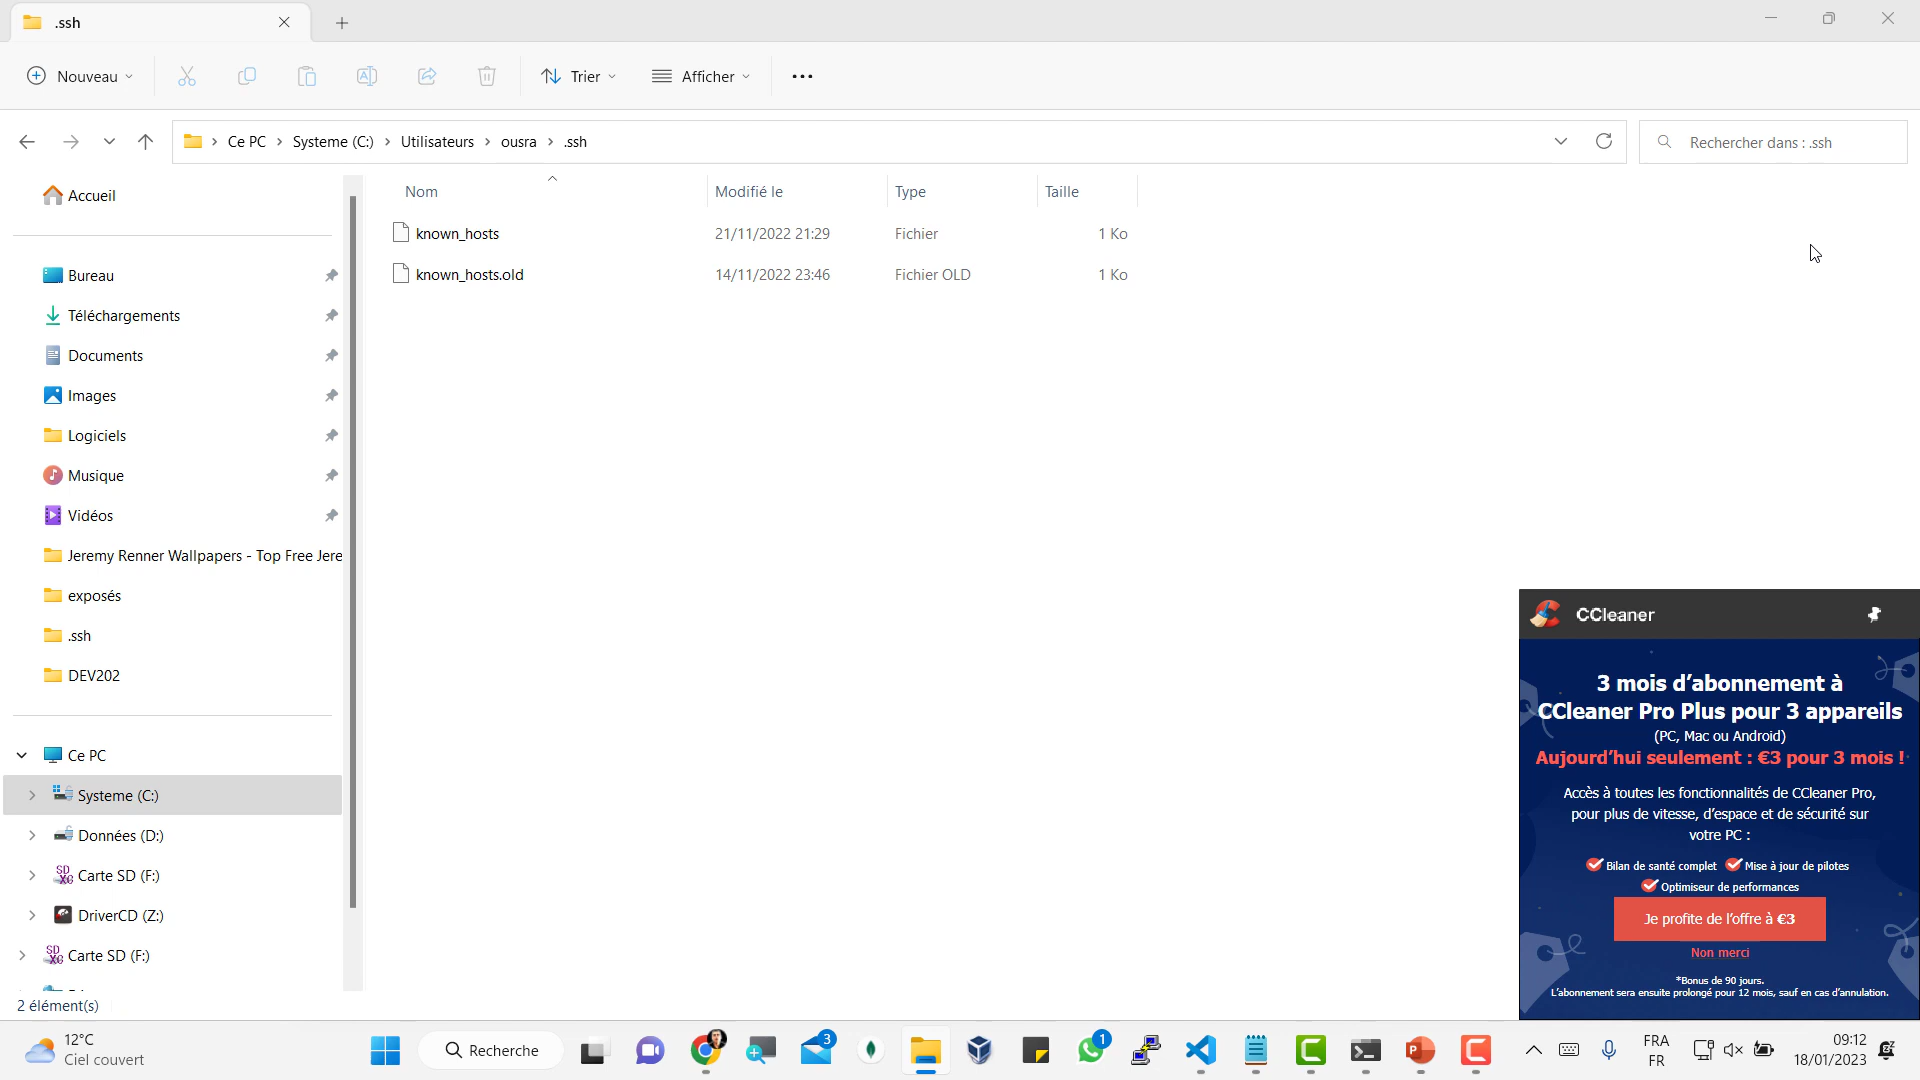 .ssh
Nouveau
Trier
Afficher
Ce PC
Systeme (C:)
Utilisateurs
ousra
.ssh
Rechercher dans : .ssh
Nom
Modifié le
Type
Taille
known_hosts
21/11/2022 21:29
Fichier
1 Ko
known_hosts.old
14/11/2022 23:46
Fichier OLD
1 Ko
Accueil
Bureau
Téléchargements
Documents
Images
Logiciels
Musique
Vidéos
Jeremy Renner Wallpapers - Top Free Jere
exposés
.ssh
DEV202
Ce PC
Systeme (C:)
Données (D:)
Carte SD (F:)
DriverCD (Z:)
Carte SD (F:)
2 élément(s)
CCleaner
3 mois d'abonnement à
CCleaner Pro Plus pour 3 appareils
(PC, Mac ou Android)
Aujourd'hui seulement : €3 pour 3 mois !
Accès à toutes les fonctionnalités de CCleaner Pro,
pour plus de vitesse, d'espace et de sécurité sur
votre PC :
Bilan de santé complet
Mise à jour de pilotes
Optimiseur de performances
Je profite de l'offre à €3
Non merci
*Bonus de 90 jours.
L'abonnement sera ensuite prolongé pour 12 mois, sauf en cas d'annulation.
12°C
Ciel couvert
Recherche
3
1
FRA
FR
09:12
18/01/2023